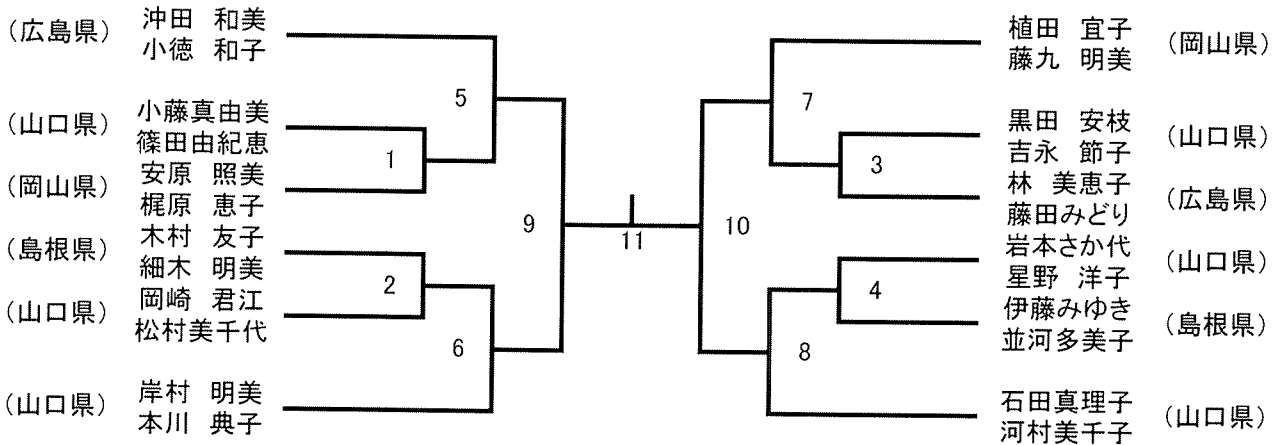 (広島県) 沖田 和美
小徳 和子
(山口県) 小藤真由美
篠田由紀恵
(岡山県) 安原 照美
梶原 恵子
(島根県) 木村 友子
細木 明美
(山口県) 岡崎 君江
松村美千代
(山口県) 岸村 明美
本川 典子
5
1
2
6
9
11
10
7
3
4
8
植田 宜子 (岡山県)
藤九 明美
黒田 安枝 (山口県)
吉永 節子
林 美恵子 (広島県)
藤田みどり
岩本さか代 (山口県)
星野 洋子
伊藤みゆき (島根県)
並河多美子
石田真理子 (山口県)
河村美千子